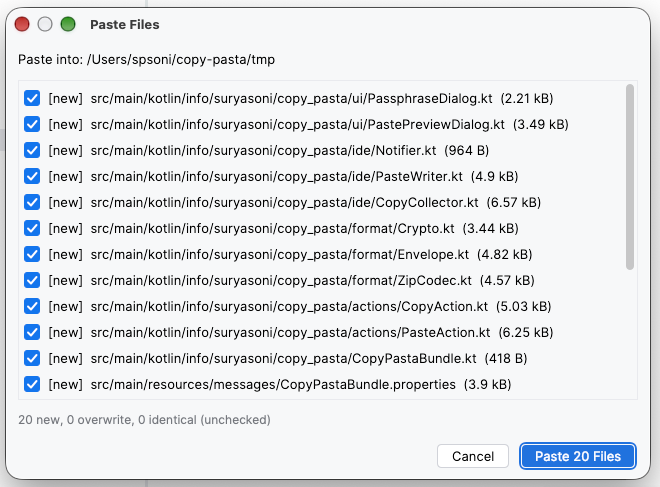 Paste Files
Paste into: /Users/spsoni/copy-pasta/tmp
[new] src/main/kotlin/info/suryasoni/copy_pasta/ui/PassphraseDialog.kt (2.21 kB)
[new] src/main/kotlin/info/suryasoni/copy_pasta/ui/PastePreviewDialog.kt (3.49 kB)
[new] src/main/kotlin/info/suryasoni/copy_pasta/ide/Notifier.kt (964 B)
[new] src/main/kotlin/info/suryasoni/copy_pasta/ide/PasteWriter.kt (4.9 kB)
[new] src/main/kotlin/info/suryasoni/copy_pasta/ide/CopyCollector.kt (6.57 kB)
[new] src/main/kotlin/info/suryasoni/copy_pasta/format/Crypto.kt (3.44 kB)
[new] src/main/kotlin/info/suryasoni/copy_pasta/format/Envelope.kt (4.82 kB)
[new] src/main/kotlin/info/suryasoni/copy_pasta/format/ZipCodec.kt (4.57 kB)
[new] src/main/kotlin/info/suryasoni/copy_pasta/actions/CopyAction.kt (5.03 kB)
[new] src/main/kotlin/info/suryasoni/copy_pasta/actions/PasteAction.kt (6.25 kB)
[new] src/main/kotlin/info/suryasoni/copy_pasta/CopyPastaBundle.kt (418 B)
[new] src/main/resources/messages/CopyPastaBundle.properties (3.9 kB)
20 new, 0 overwrite, 0 identical (unchecked)
Cancel
Paste 20 Files